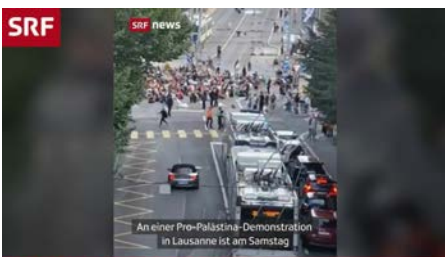 SRF
SRF news
An einer Pro-Palästina-Demonstration
in Lausanne ist am Samstag